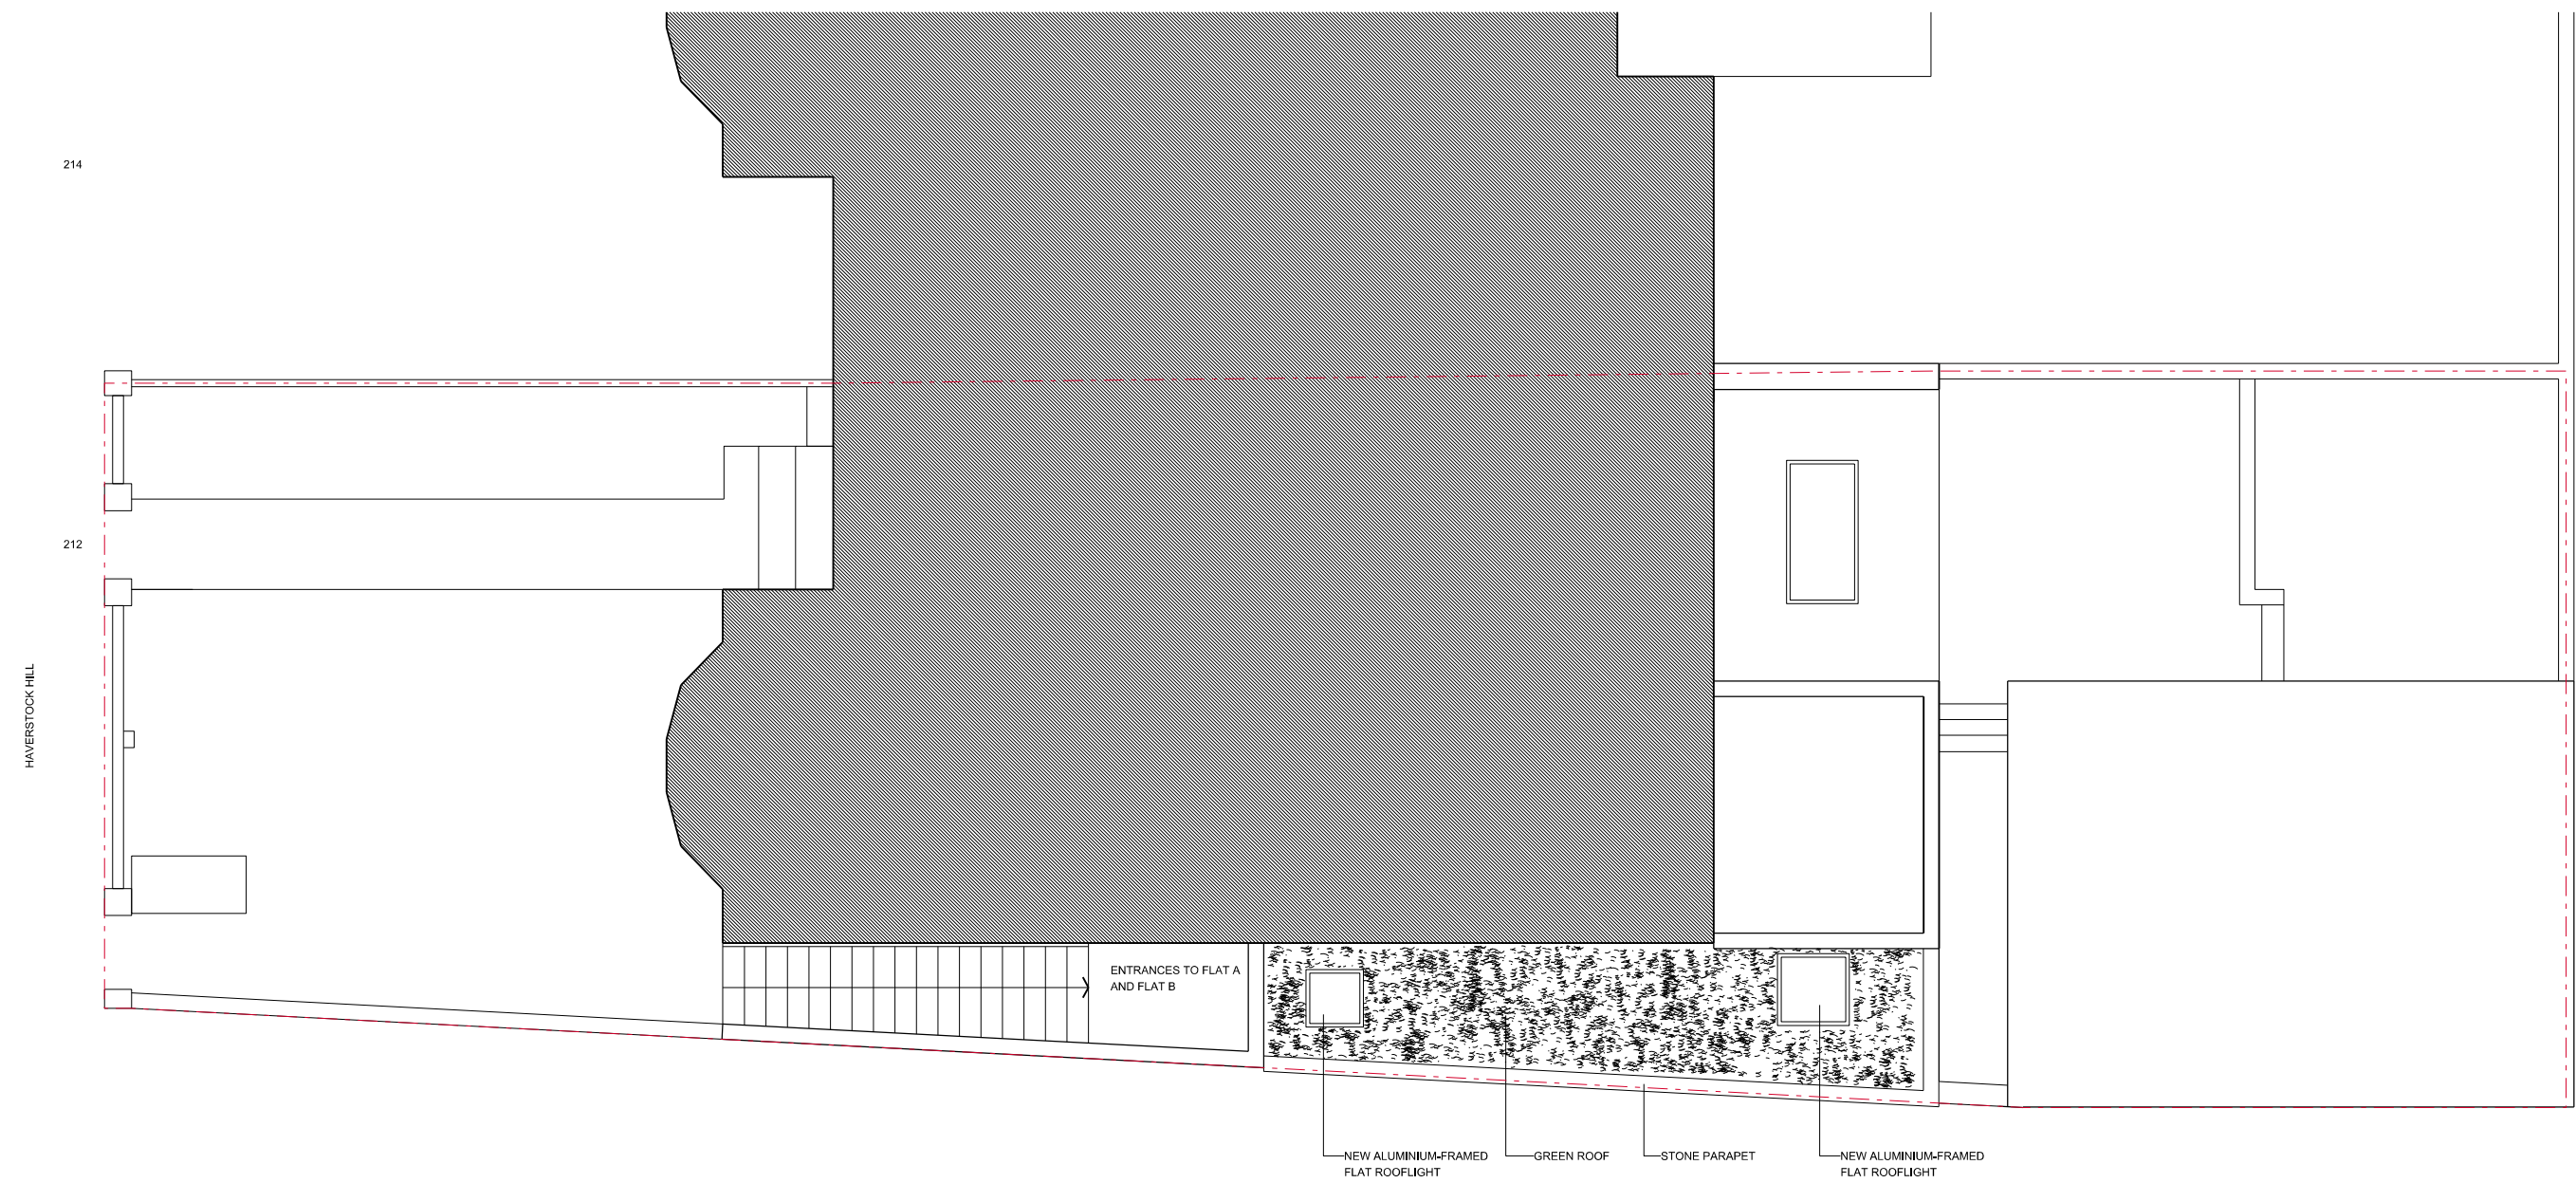 214
212
HAVERSTOCK HILL
ENTRANCES TO FLAT A
AND FLAT B
NEW ALUMINIUM-FRAMED
FLAT ROOFLIGHT
GREEN ROOF
STONE PARAPET
NEW ALUMINIUM-FRAMED
FLAT ROOFLIGHT